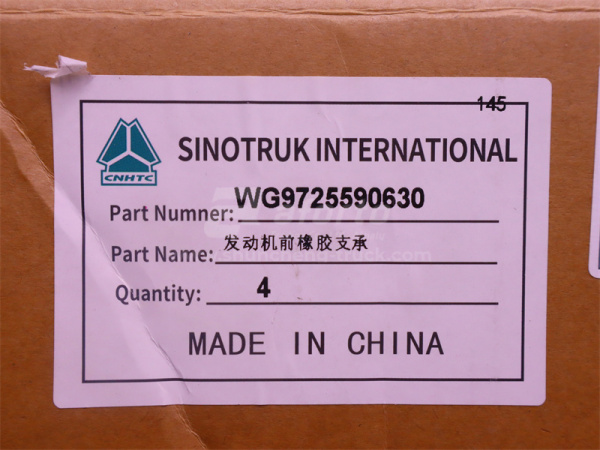 145
SINOTRUK INTERNATIONAL
CNHTC
Part Numner: WG9725590630
Part Name: 发动机前橡胶支承
Quantity: 4
MADE IN CHINA